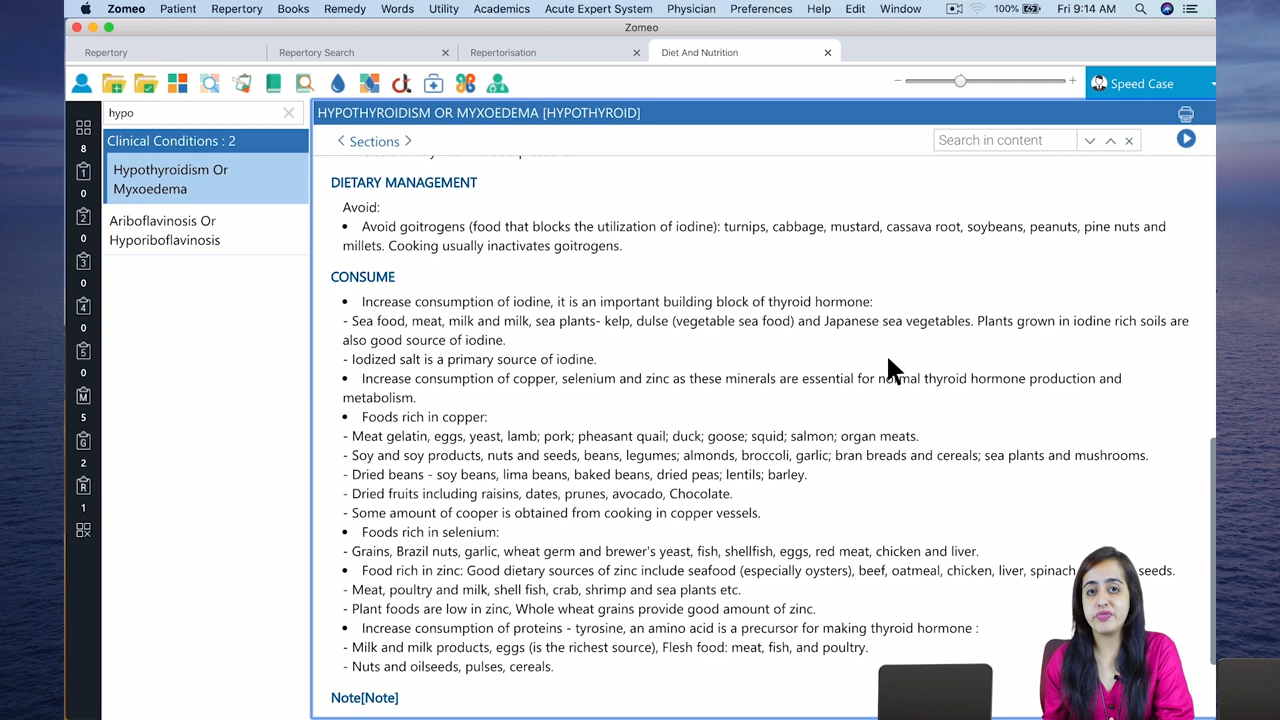 Zomeo Patient Repertory Books Remedy Words Utility Academics Acute Expert System Physician Preferences Help Edit Window 100% Fri 9:14 AM
Zomeo
Repertory Repertory Search Repertorisation Diet And Nutrition
Speed Case
hypo
HYPOTHYROIDISM OR MYXOEDEMA [HYPOTHYROID]
Clinical Conditions : 2
Sections
Search in content
Hypothyroidism Or
Myxoedema
Ariboflavinosis Or
Hyporiboflavinosis
8
1
0
2
0
3
0
4
0
5
0
M
5
G
2
R
1
DIETARY MANAGEMENT
Avoid:
• Avoid goitrogens (food that blocks the utilization of iodine): turnips, cabbage, mustard, cassava root, soybeans, peanuts, pine nuts and
millets. Cooking usually inactivates goitrogens.
CONSUME
• Increase consumption of iodine, it is an important building block of thyroid hormone:
- Sea food, meat, milk and milk, sea plants- kelp, dulse (vegetable sea food) and Japanese sea vegetables. Plants grown in iodine rich soils are
also good source of iodine.
- Iodized salt is a primary source of iodine.
• Increase consumption of copper, selenium and zinc as these minerals are essential for normal thyroid hormone production and
metabolism.
• Foods rich in copper:
- Meat gelatin, eggs, yeast, lamb; pork; pheasant quail; duck; goose; squid; salmon; organ meats.
- Soy and soy products, nuts and seeds, beans, legumes; almonds, broccoli, garlic; bran breads and cereals; sea plants and mushrooms.
- Dried beans - soy beans, lima beans, baked beans, dried peas; lentils; barley.
- Dried fruits including raisins, dates, prunes, avocado, Chocolate.
- Some amount of cooper is obtained from cooking in copper vessels.
• Foods rich in selenium:
- Grains, Brazil nuts, garlic, wheat germ and brewer's yeast, fish, shellfish, eggs, red meat, chicken and liver.
• Food rich in zinc: Good dietary sources of zinc include seafood (especially oysters), beef, oatmeal, chicken, liver, spinach seeds.
- Meat, poultry and milk, shell fish, crab, shrimp and sea plants etc.
- Plant foods are low in zinc, Whole wheat grains provide good amount of zinc.
• Increase consumption of proteins - tyrosine, an amino acid is a precursor for making thyroid hormone :
- Milk and milk products, eggs (is the richest source), Flesh food: meat, fish, and poultry.
- Nuts and oilseeds, pulses, cereals.
Note[Note]